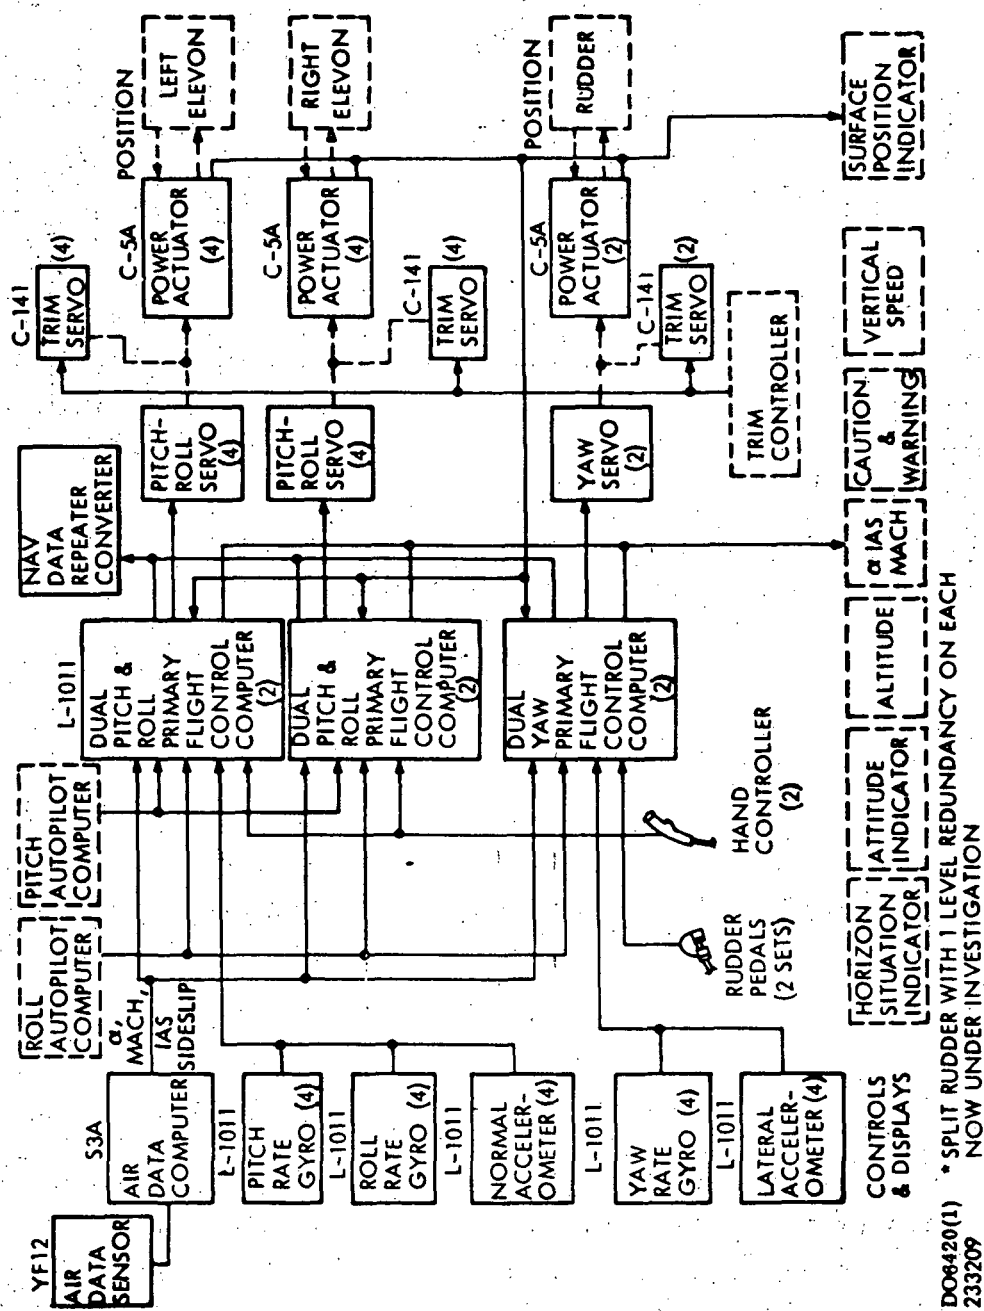 YF12
AIR
DATA
SENSOR
S3A
AIR
DATA
COMPUTER
α,
MACH,
IAS
SIDESLIP
L-1011
PITCH
RATE
GYRO (4)
L-1011
ROLL
RATE
GYRO (4)
L-1011
NORMAL
ACCELER-
OMETER (4)
L-1011
YAW
RATE
GYRO (4)
L-1011
LATERAL
ACCELER-
OMETER (4)
ROLL
AUTOPILOT
COMPUTER
PITCH
AUTOPILOT
COMPUTER
RUDDER
PEDALS
(2 SETS)
HAND
CONTROLLER
(2)
L-1011
DUAL
PITCH &
ROLL
PRIMARY
FLIGHT
CONTROL
COMPUTER
(2)
DUAL
PITCH &
ROLL
PRIMARY
FLIGHT
CONTROL
COMPUTER
(2)
DUAL
YAW
PRIMARY
FLIGHT
CONTROL
COMPUTER
(2)
NAV
DATA
REPEATER
CONVERTER
PITCH-
ROLL
SERVO
(4)
PITCH-
ROLL
SERVO
(4)
YAW
SERVO
(2)
TRIM
CONTROLLER
C-141
TRIM
SERVO
(4)
C-141
TRIM
SERVO
(4)
C-141
TRIM
SERVO
(2)
C-5A
POWER
ACTUATOR
(4)
C-5A
POWER
ACTUATOR
(4)
C-5A
POWER
ACTUATOR
(2)
POSITION
LEFT
ELEVON
RIGHT
ELEVON
POSITION
RUDDER
CONTROLS
& DISPLAYS
HORIZON
SITUATION
INDICATOR
ATTITUDE
INDICATOR
ALTITUDE
α IAS
MACH
CAUTION
&
WARNING
VERTICAL
SPEED
SURFACE
POSITION
INDICATOR
DO8420(1)
233209
* SPLIT RUDDER WITH 1 LEVEL REDUNDANCY ON EACH
NOW UNDER INVESTIGATION